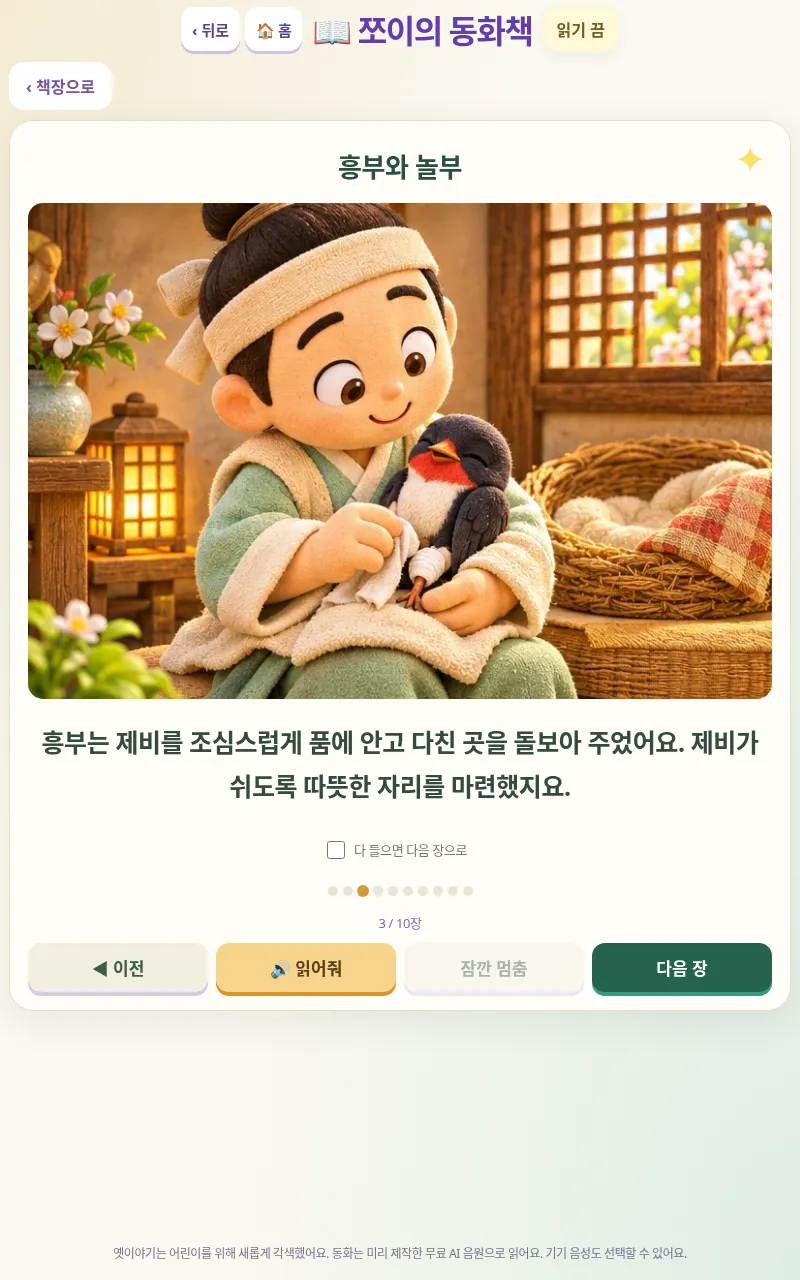 ‹ 뒤로
🏠 홈
📖 쪼이의 동화책
읽기 끔
‹ 책장으로
흥부와 놀부
흥부는 제비를 조심스럽게 품에 안고 다친 곳을 돌보아 주었어요. 제비가
쉬도록 따뜻한 자리를 마련했지요.
다 들으면 다음 장으로
3 / 10장
◀ 이전
🔊 읽어줘
잠깐 멈춤
다음 장
옛이야기는 어린이를 위해 새롭게 각색했어요. 동화는 미리 제작한 무료 AI 음원으로 읽어요. 기기 음성도 선택할 수 있어요.